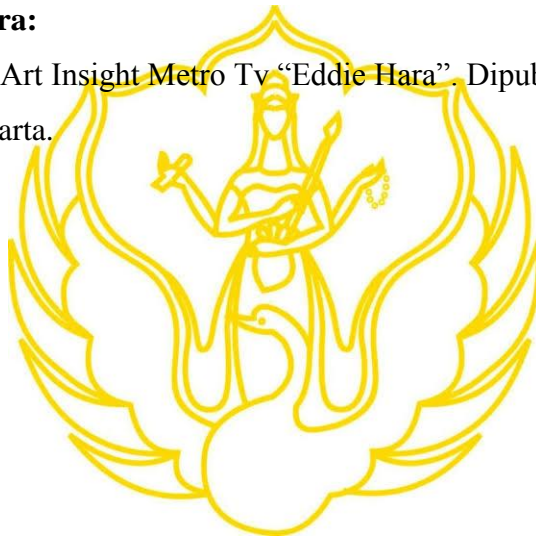 ra:
Art Insight Metro Tv “Eddie Hara”. Dipub
arta.